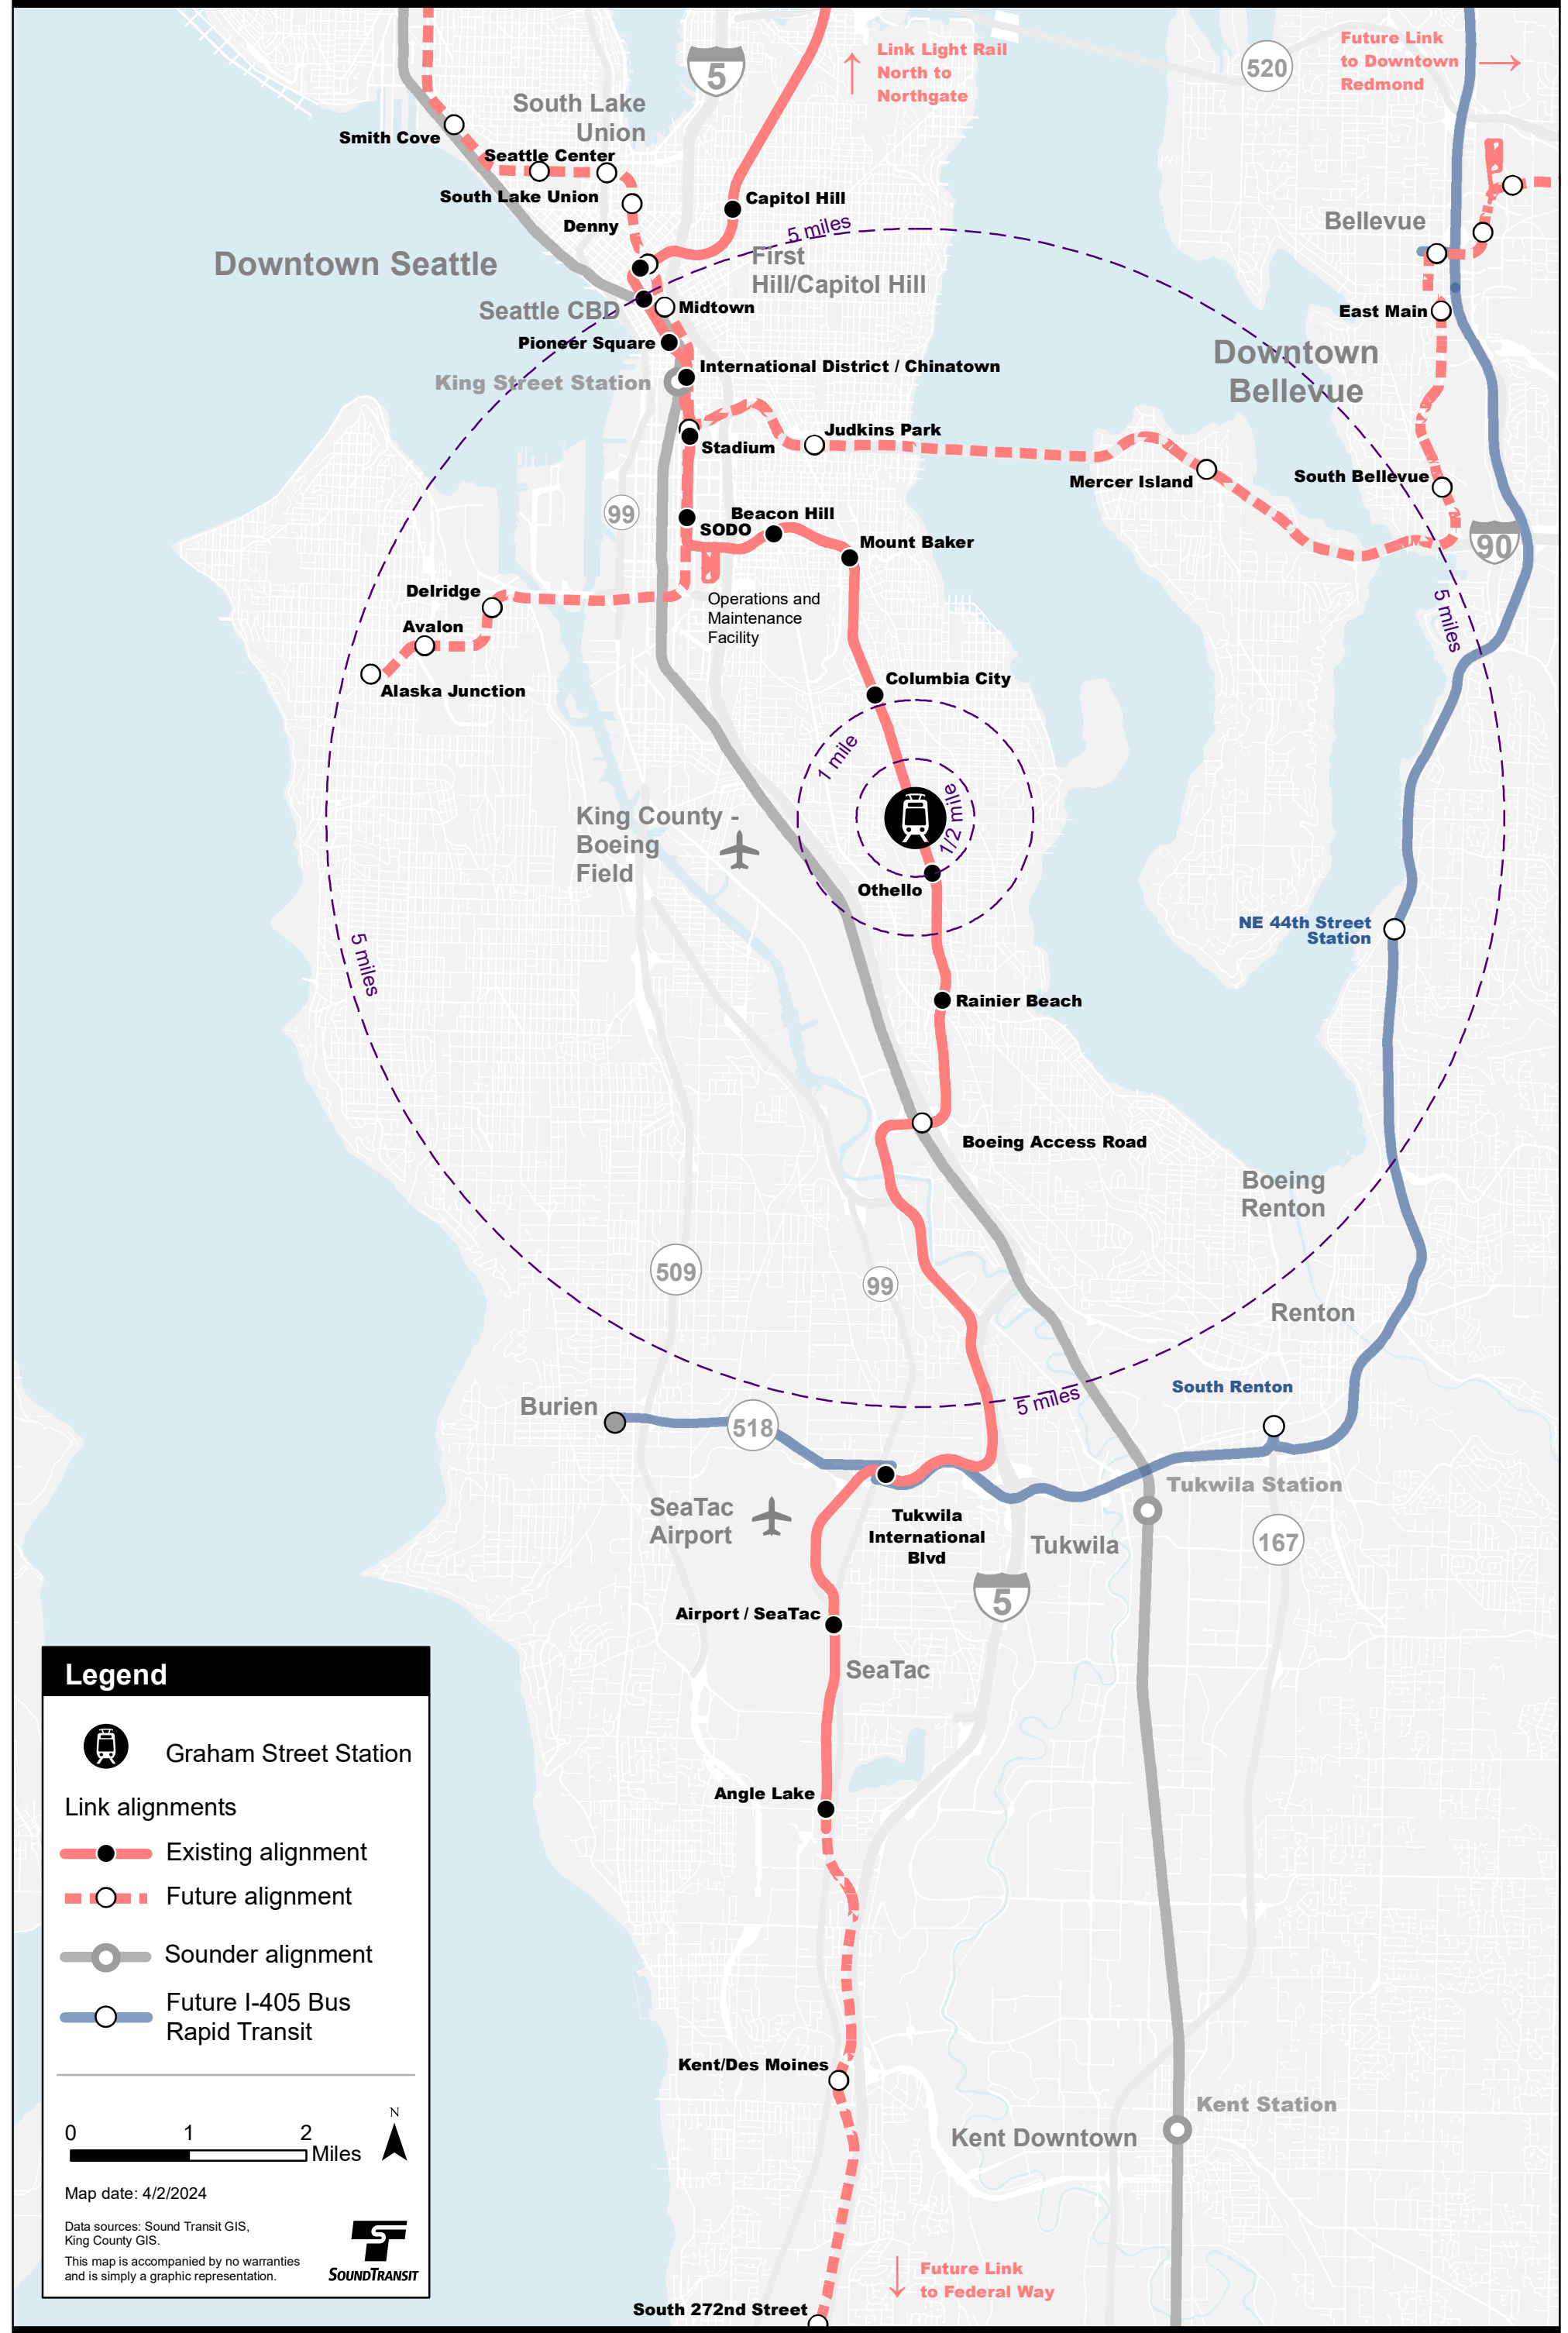 5
Link Light Rail
North to
Northgate
520
Future Link
to Downtown
Redmond
South Lake
Union
Smith Cove
Seattle Center
South Lake Union
Denny
Capitol Hill
5 miles
Bellevue
Downtown Seattle
First
Hill/Capitol Hill
Seattle CBD
Midtown
East Main
Pioneer Square
Downtown
Bellevue
International District / Chinatown
King Street Station
Judkins Park
Stadium
Mercer Island
South Bellevue
99
Beacon Hill
SODO
Mount Baker
90
Delridge
Operations and
Maintenance
Facility
5 miles
Avalon
Alaska Junction
Columbia City
1 mile
1/2 mile
King County -
Boeing
Field
Othello
NE 44th Street
Station
5 miles
Rainier Beach
Boeing Access Road
Boeing
Renton
509
99
Renton
5 miles
South Renton
Burien
518
Tukwila Station
SeaTac
Airport
Tukwila
International
Blvd
Tukwila
167
5
Airport / SeaTac
SeaTac
Angle Lake
Kent/Des Moines
Kent Station
Kent Downtown
Future Link
to Federal Way
South 272nd Street
Legend
Graham Street Station
Link alignments
Existing alignment
Future alignment
Sounder alignment
Future I-405 Bus
Rapid Transit
0 1 2
Miles
N
Map date: 4/2/2024
Data sources: Sound Transit GIS,
King County GIS.
This map is accompanied by no warranties
and is simply a graphic representation.
SOUNDTRANSIT